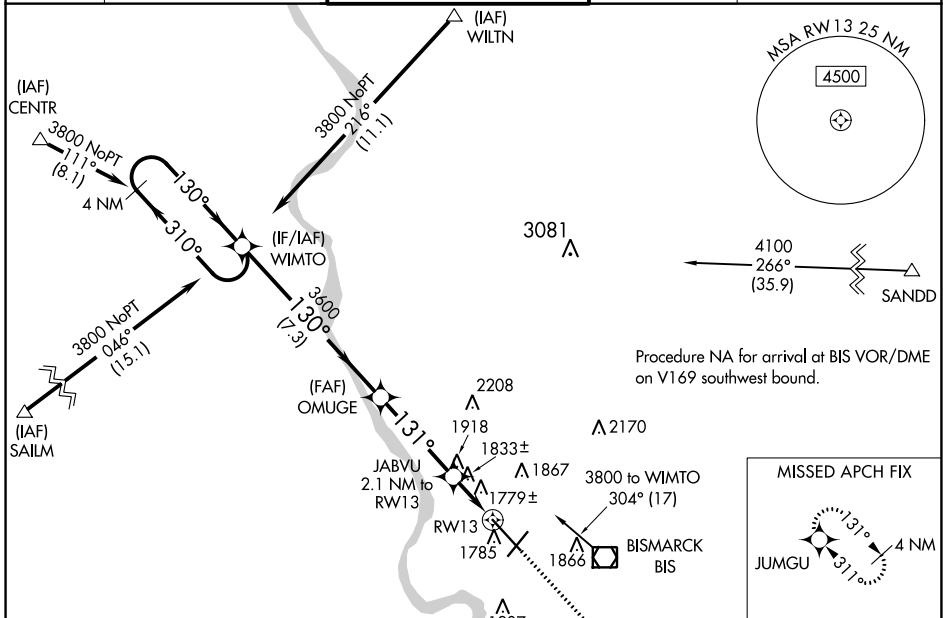 (IAF)
WILTN
MSA RW13 25 NM
4500
(IAF)
CENTR
3800 NoPT
111°
(8.1)
3800 NoPT
216°
(11.1)
4 NM
130°
310°
(IF/IAF)
WIMTO
3081
4100
266°
(35.9)
SANDD
3600
130°
(7.3)
3800 NoPT
046°
(15.1)
(IAF)
SAILM
Procedure NA for arrival at BIS VOR/DME
on V169 southwest bound.
(FAF)
OMUGE
131°
2208
1918
2170
1833±
JABVU
2.1 NM to
RW13
1867
1779±
3800 to WIMTO
304° (17)
RW13
1785
1866
BISMARCK
BIS
MISSED APCH FIX
131°
4 NM
JUMGU
311°